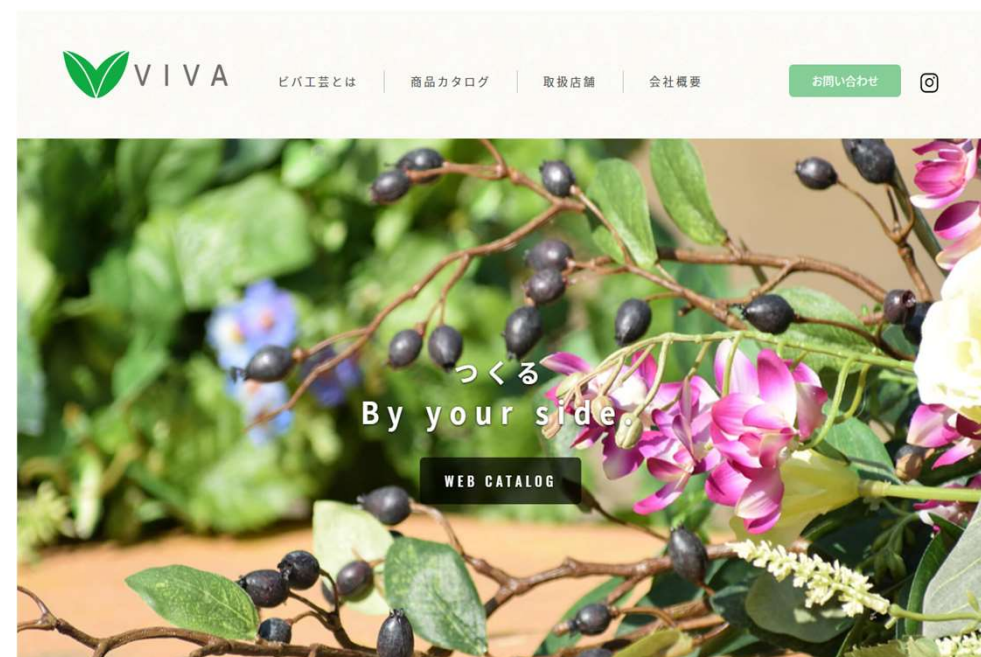 VIVA
ビバ工芸とは
商品カタログ
取扱店舗
会社概要
お問い合わせ
つくる
By your side.
WEB CATALOG